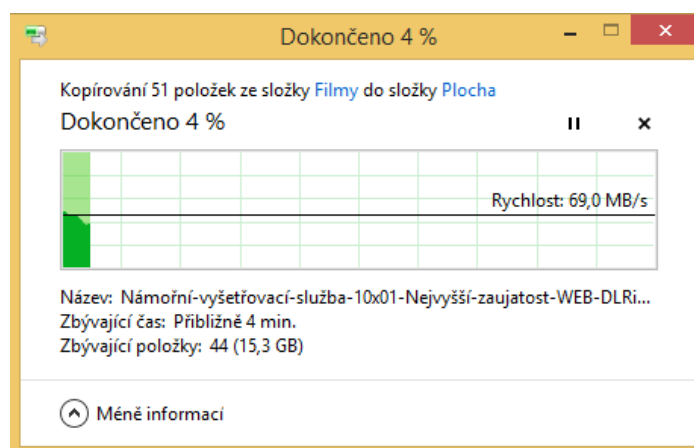 Dokončeno 4 %
Kopírování 51 položek ze složky Filmy do složky Plocha
Dokončeno 4 %
Rychlost: 69,0 MB/s
Název: Námořní-vyšetřovací-služba-10x01-Nejvyšší-zaujatost-WEB-DLRi...
Zbývající čas: Přibližně 4 min.
Zbývající položky: 44 (15,3 GB)
Méně informací